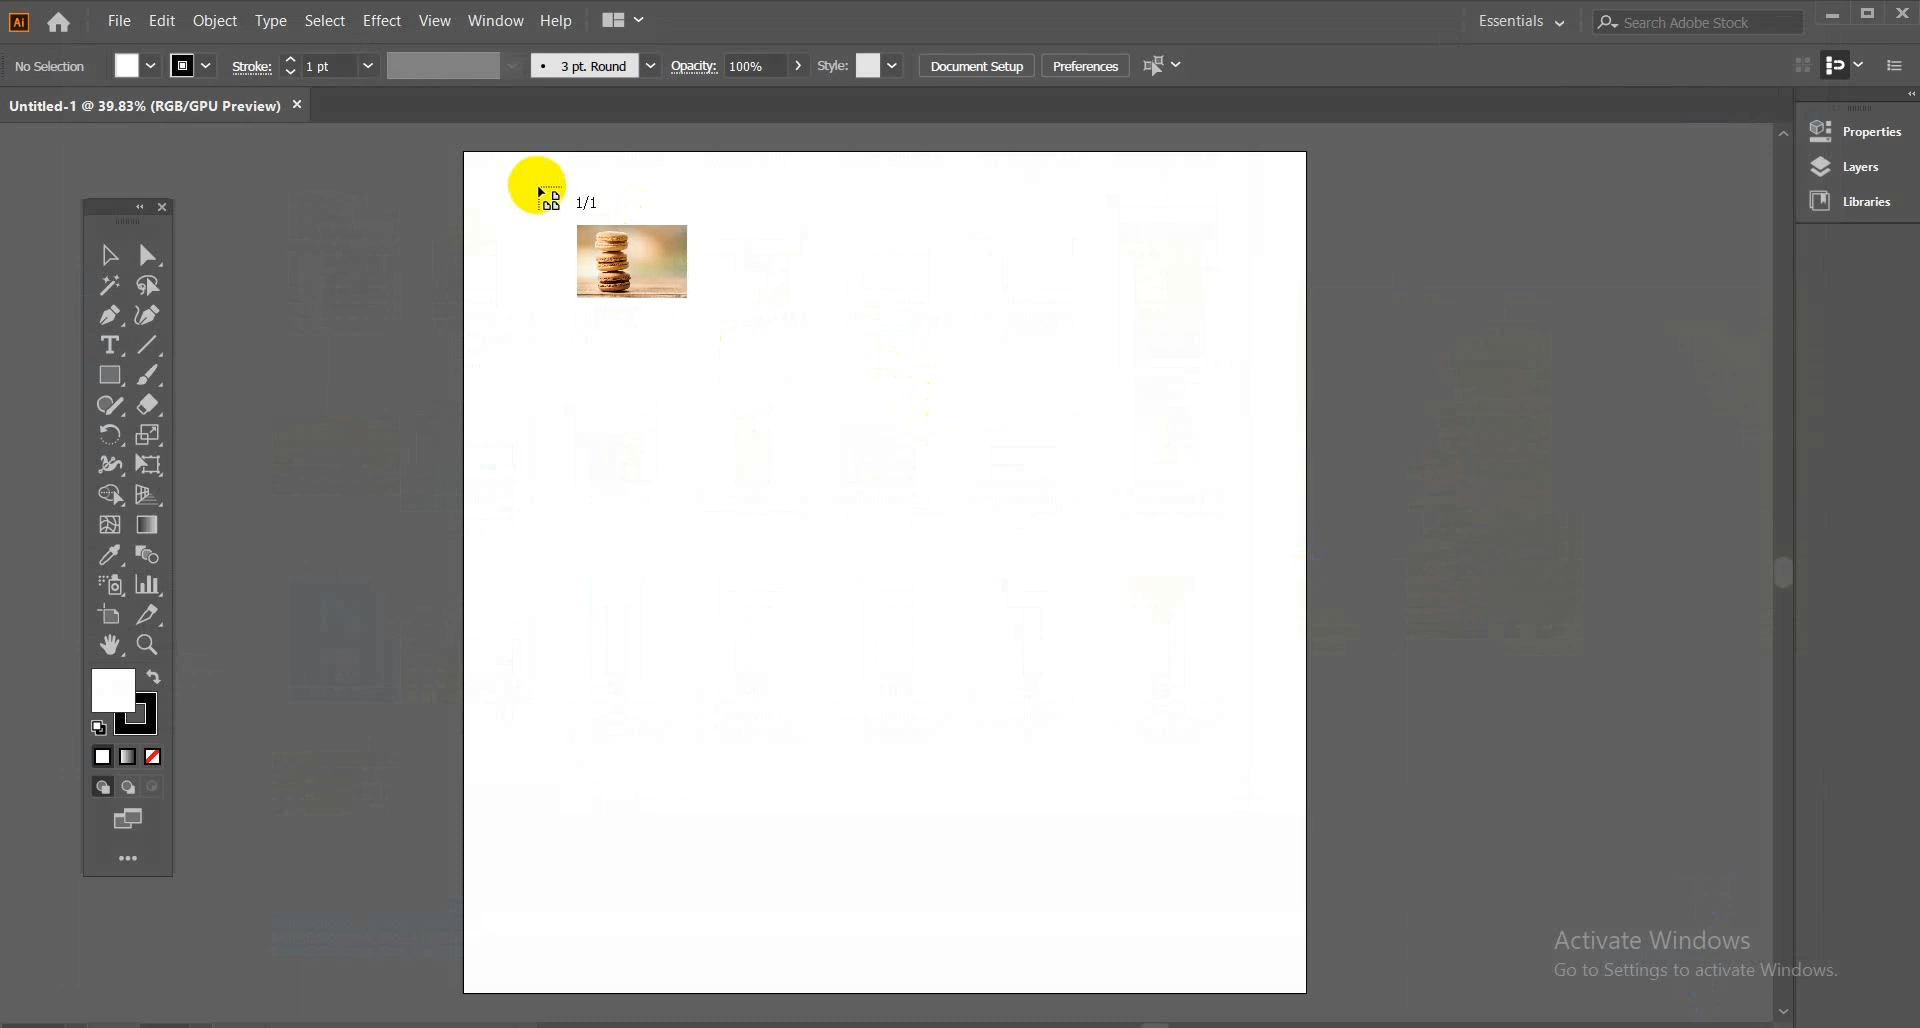 Ai File Edit Object Type Select Effect View Window Help Essentials Search Adobe Stock
No Selection Stroke: 1 pt 3 pt. Round Opacity: 100% Style: Document Setup Preferences
Untitled-1 @ 39.83% (RGB/GPU Preview)
Properties
Layers
Libraries
1/1
Activate Windows
Go to Settings to activate Windows.